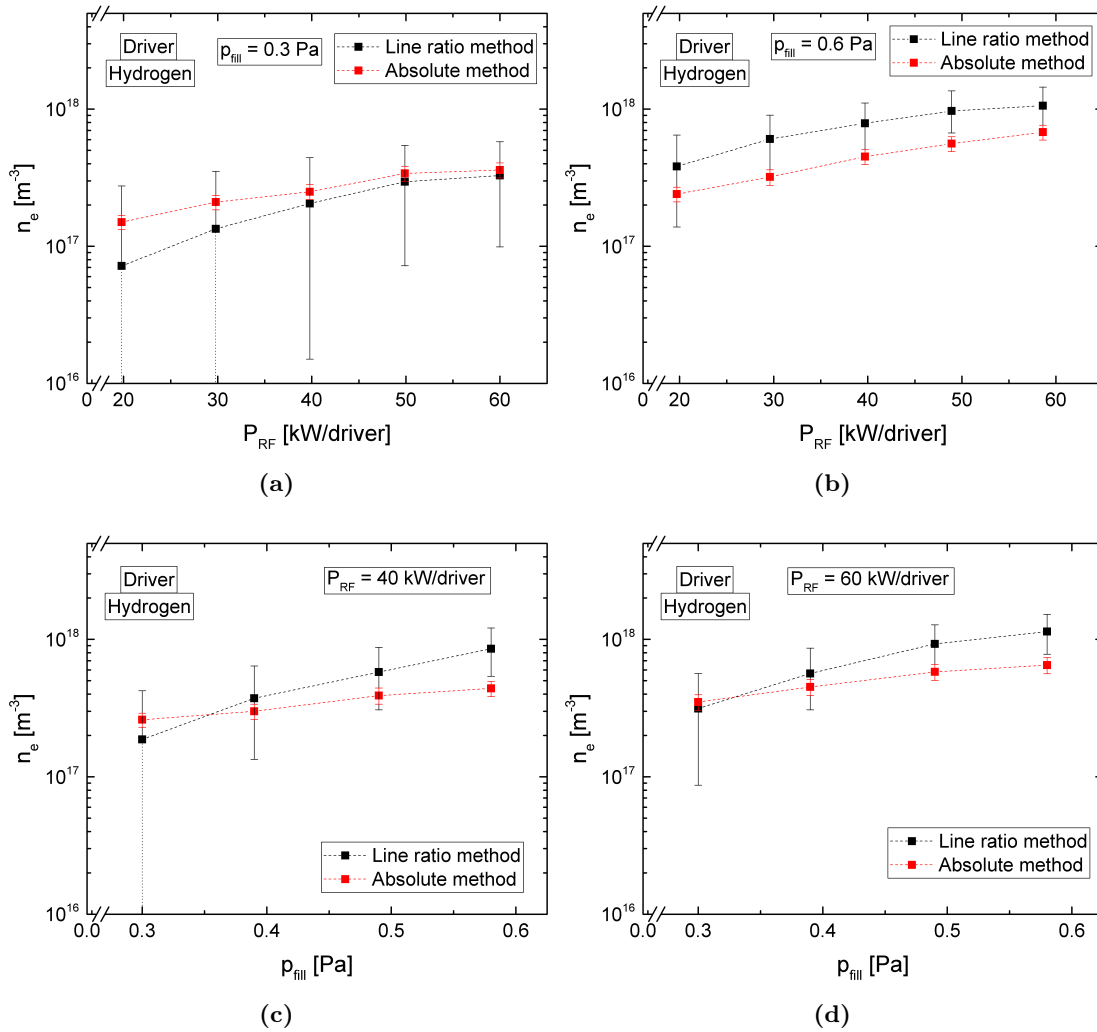 Driver
Hydrogen
p_fill = 0.3 Pa
Line ratio method
Absolute method
10^18
10^17
10^16
n_e [m^-3]
0 20 30 40 50 60
P_RF [kW/driver]
(a)
Driver
Hydrogen
p_fill = 0.6 Pa
Line ratio method
Absolute method
10^18
10^17
10^16
n_e [m^-3]
0 20 30 40 50 60
P_RF [kW/driver]
(b)
Driver
Hydrogen
P_RF = 40 kW/driver
10^18
10^17
10^16
n_e [m^-3]
Line ratio method
Absolute method
0.0 0.3 0.4 0.5 0.6
p_fill [Pa]
(c)
Driver
Hydrogen
P_RF = 60 kW/driver
10^18
10^17
10^16
n_e [m^-3]
Line ratio method
Absolute method
0.0 0.3 0.4 0.5 0.6
p_fill [Pa]
(d)